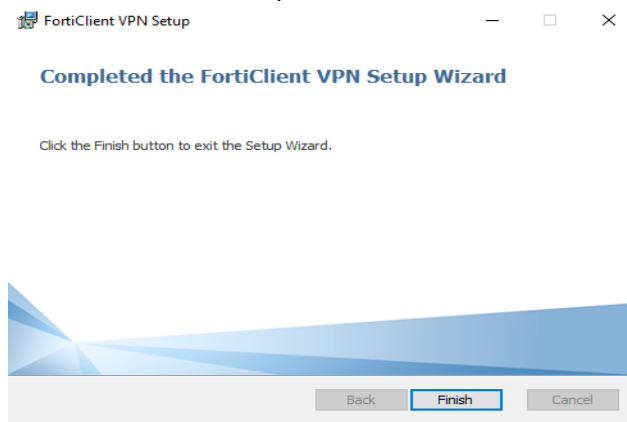 FortiClient VPN Setup
Completed the FortiClient VPN Setup Wizard
Click the Finish button to exit the Setup Wizard.
Back Finish Cancel